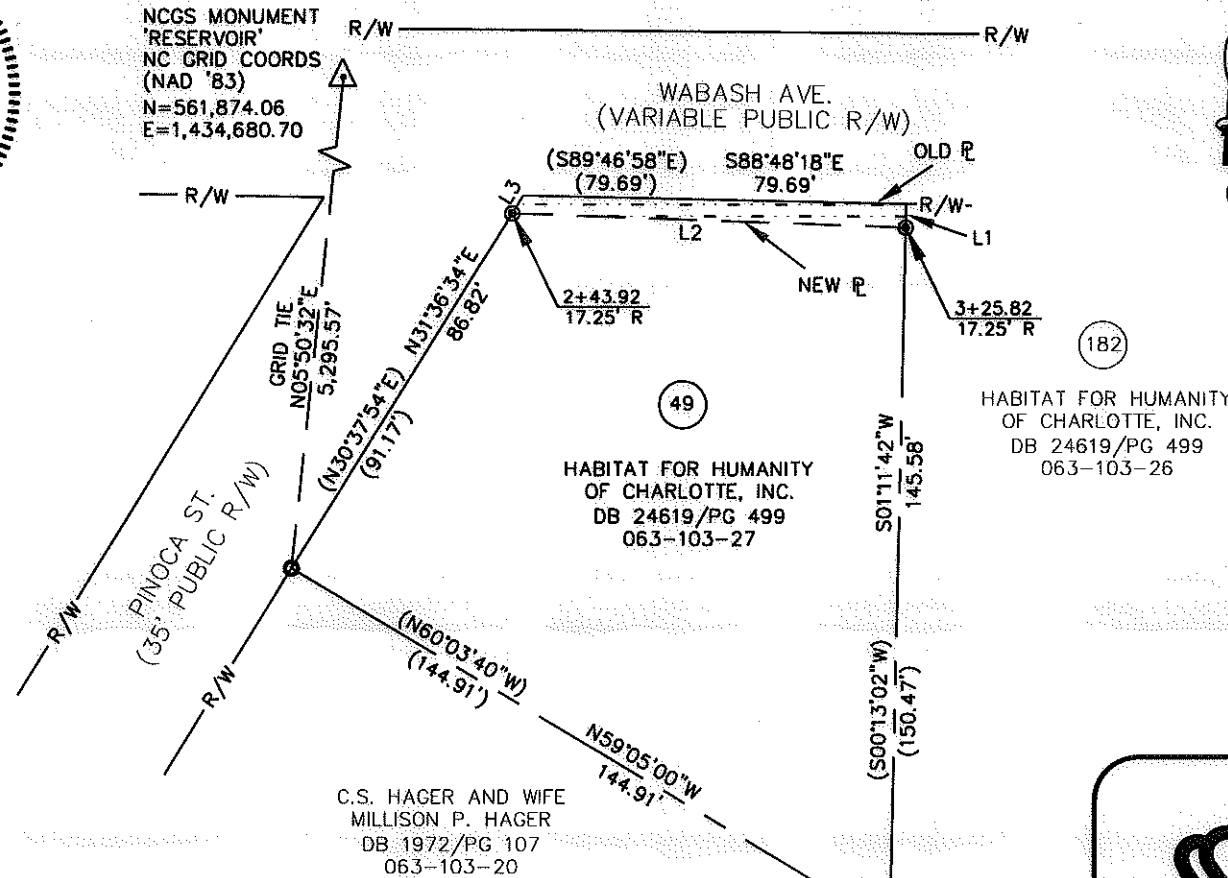 NCGS MONUMENT
'RESERVOIR'
NC GRID COORDS
(NAD '83)
N=561,874.06
E=1,434,680.70
R/W
R/W
WABASH AVE.
(VARIABLE PUBLIC R/W)
(S89°46'58"E)
(79.69')
S88°48'18"E
79.69'
OLD PL
R/W
R/W-
L3
L2
L1
NEW PL
2+43.92
17.25' R
3+25.82
17.25' R
GRID TIE
N05°50'32"E
5,295.57'
(N30°37'54"E)
(91.17')
N31°36'34"E
86.82'
49
HABITAT FOR HUMANITY
OF CHARLOTTE, INC.
DB 24619/PG 499
063-103-27
182
HABITAT FOR HUMANITY
OF CHARLOTTE, INC.
DB 24619/PG 499
063-103-26
S01°11'42"W
145.58'
(S00°13'02"W)
(150.47')
PINOCA ST.
(35' PUBLIC R/W)
R/W
R/W
(N60°03'40"W)
(144.91')
N59°05'00"W
144.91'
C.S. HAGER AND WIFE
MILLISON P. HAGER
DB 1972/PG 107
063-103-20